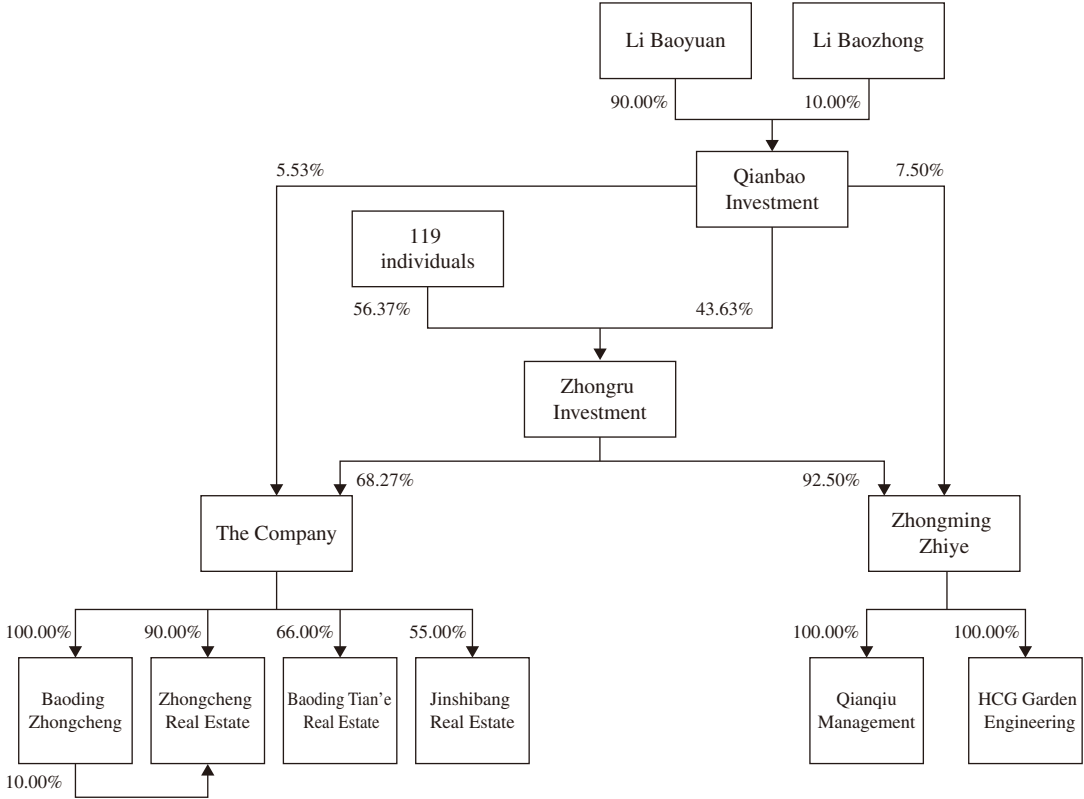 Li Baoyuan
Li Baozhong
90.00%
10.00%
5.53%
Qianbao
Investment
7.50%
119
individuals
56.37%
43.63%
Zhongru
Investment
68.27%
92.50%
The Company
Zhongming
Zhiye
100.00%
90.00%
66.00%
55.00%
100.00%
100.00%
Baoding
Zhongcheng
Zhongcheng
Real Estate
Baoding Tian’e
Real Estate
Jinshibang
Real Estate
Qianqiu
Management
HCG Garden
Engineering
10.00%